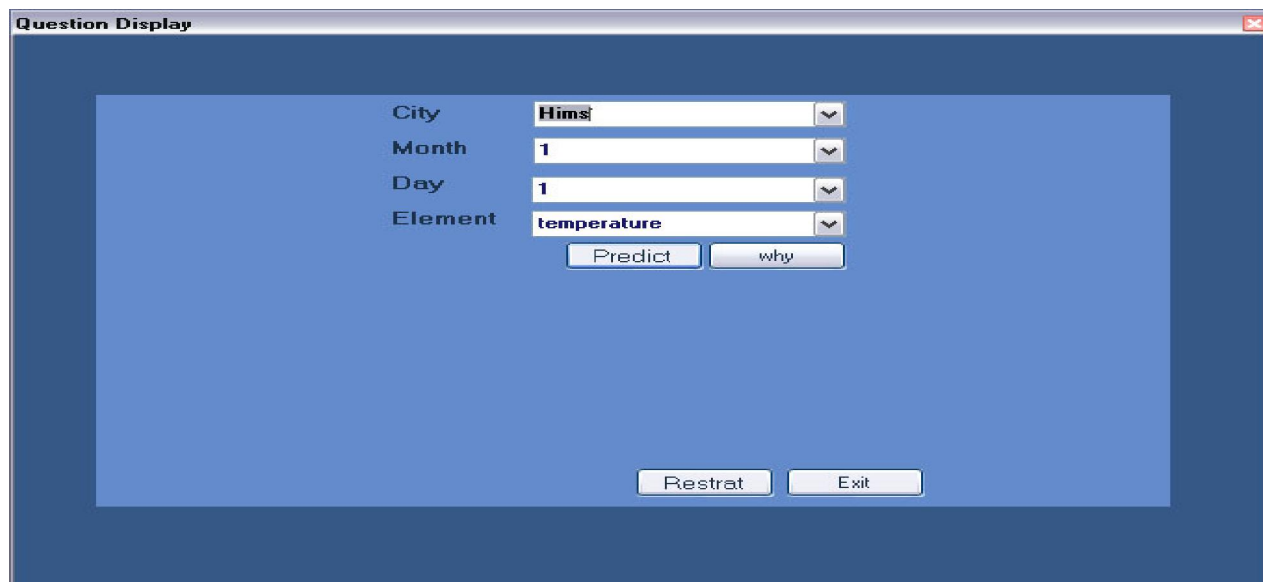 Question Display
City Hims
Month 1
Day 1
Element temperature
Predict why
Restrat Exit